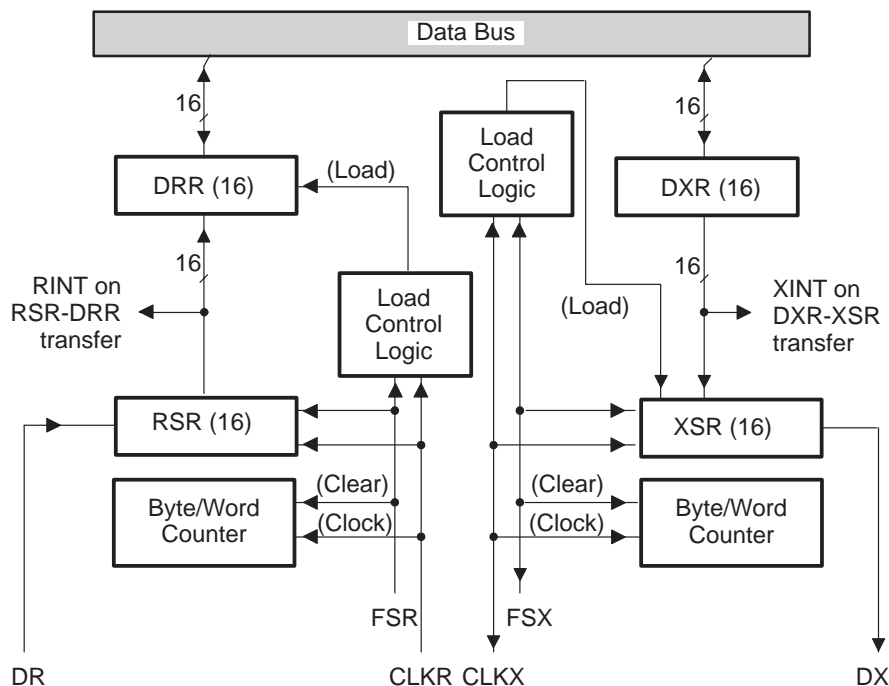 Data Bus
16
16
Load
Control
Logic
DRR (16)
(Load)
DXR (16)
16
16
RINT on
RSR-DRR
transfer
Load
Control
Logic
(Load)
XINT on
DXR-XSR
transfer
RSR (16)
XSR (16)
Byte/Word
Counter
(Clear)
(Clock)
(Clear)
(Clock)
Byte/Word
Counter
FSR
FSX
DR
CLKR
CLKX
DX